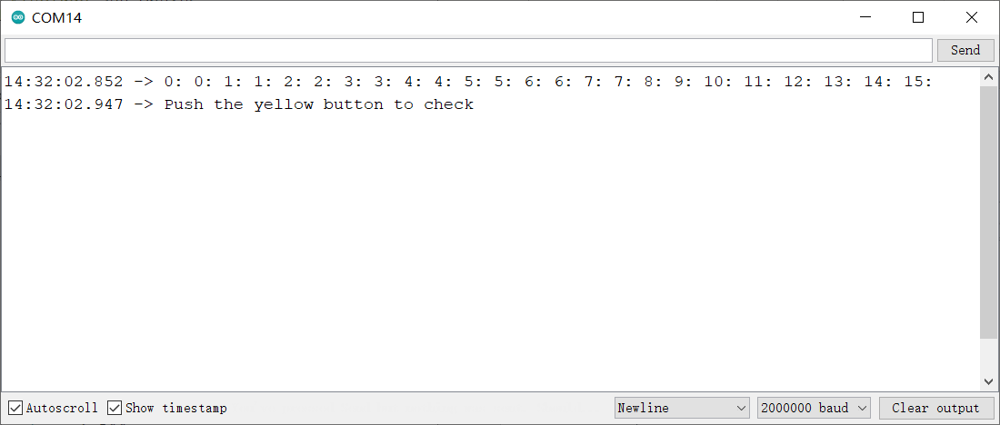 COM14
Send
14:32:02.852 -> 0: 0: 1: 1: 2: 2: 3: 3: 4: 4: 5: 5: 6: 6: 7: 7: 8: 9: 10: 11: 12: 13: 14: 15:
14:32:02.947 -> Push the yellow button to check
Autoscroll Show timestamp Newline 2000000 baud Clear output